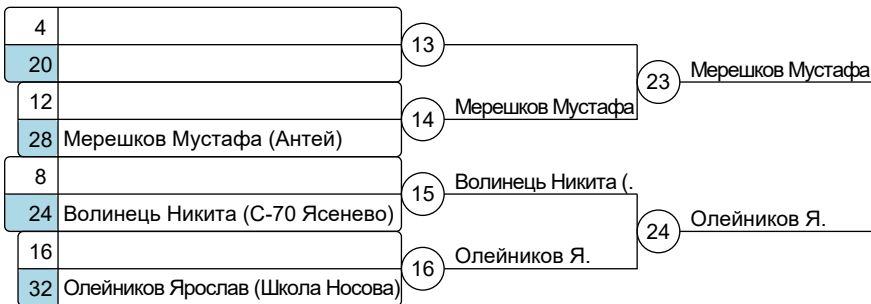 4
13
20
23 Мерешков Мустафа
12
14 Мерешков Мустафа
28 Мерешков Мустафа (Антей)
8
15 Волинець Никита (.
24 Волинець Никита (С-70 Ясенево)
24 Олейников Я.
16
16 Олейников Я.
32 Олейников Ярослав (Школа Носова)